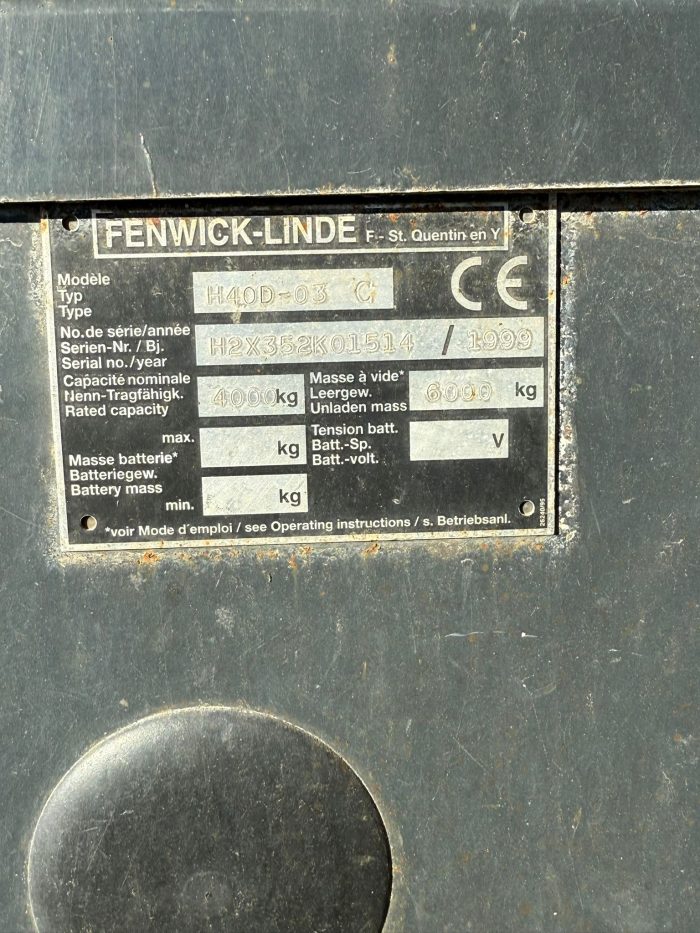 FENWICK-LINDE F - St. Quentin en Y
CE
Modèle
Typ
Type
H40D-03 C
No. de série/année
Serien-Nr. / Bj.
Serial no./year
H2X352K01514 / 1999
Capacité nominale
Nenn-Tragfähigk.
Rated capacity
4000 kg
Masse à vide*
Leergew.
Unladen mass
6090 kg
max.
kg
Tension batt.
Batt.-Sp.
Batt.-volt.
V
Masse batterie*
Batteriegew.
Battery mass
min.
kg
*voir Mode d'emploi / see Operating instructions / s. Betriebsanl.